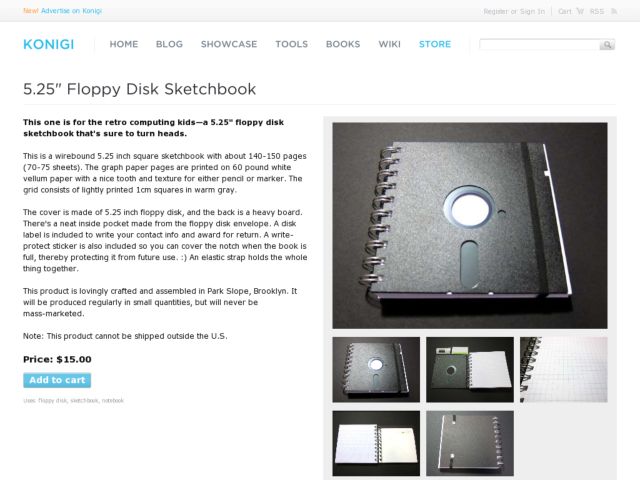 New! Advertise on Konigi
Register or Sign In
Cart
RSS
KONIGI
HOME
BLOG
SHOWCASE
TOOLS
BOOKS
WIKI
STORE
5.25" Floppy Disk Sketchbook
This one is for the retro computing kids—a 5.25" floppy disk
sketchbook that's sure to turn heads.
This is a wirebound 5.25 inch square sketchbook with about 140-150 pages
(70-75 sheets). The graph paper pages are printed on 60 pound white
vellum paper with a nice tooth and texture for either pencil or marker. The
grid consists of lightly printed 1cm squares in warm gray.
The cover is made of 5.25 inch floppy disk, and the back is a heavy board.
There's a neat inside pocket made from the floppy disk envelope. A disk
label is included to write your contact info and award for return. A write-
protect sticker is also included so you can cover the notch when the book is
full, thereby protecting it from future use. :) An elastic strap holds the whole
thing together.
This product is lovingly crafted and assembled in Park Slope, Brooklyn. It
will be produced regularly in small quantities, but will never be
mass-marketed.
Note: This product cannot be shipped outside the U.S.
Price: $15.00
Add to cart
Uses: floppy disk, sketchbook, notebook